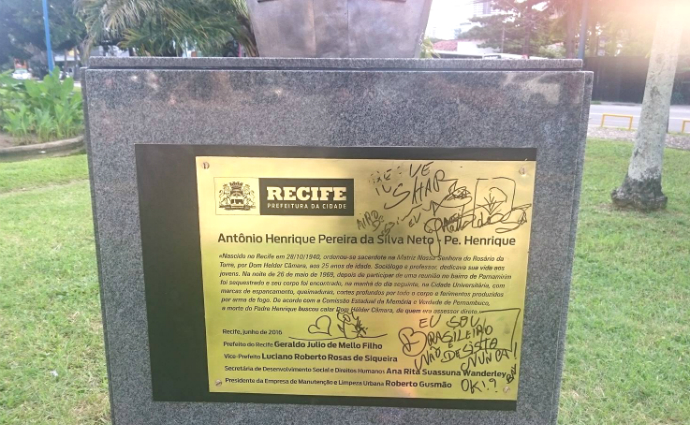 RECIFE
PREFEITURA DA CIDADE
Antônio Henrique Pereira da Silva Neto - Pe. Henrique
«Nascido no Recife em 28/10/1940, ordenou-se sacerdote na Matriz Nossa Senhora do Rosário da
Torre, por Dom Helder Câmara, aos 25 anos de idade. Sociólogo e professor, dedicava sua vida aos
jovens. Na noite de 26 de maio de 1969, depois de participar de uma reunião no bairro de Parnamirim
foi sequestrado e seu corpo foi encontrado, na manhã do dia seguinte, na Cidade Universitária, com
marcas de espancamento, queimaduras, cortes profundos por todo o corpo e ferimentos produzidos
por arma de fogo. De acordo com a Comissão Estadual da Memória e Verdade de Pernambuco,
a morte do Padre Henrique buscou calar Dom Helder Câmara, de quem era assessor direto.
Recife, junho de 2016
Prefeito do Recife Geraldo Julio de Mello Filho
Vice-Prefeito Luciano Roberto Rosas de Siqueira
Secretária de Desenvolvimento Social e Direitos Humanos Ana Rita Suassuna Wanderley
Presidente da Empresa de Manutenção e Limpeza Urbana Roberto Gusmão
EU SOU
BRASILEIRO
E
NÃO DESISTO
NUNCA!
OK!?